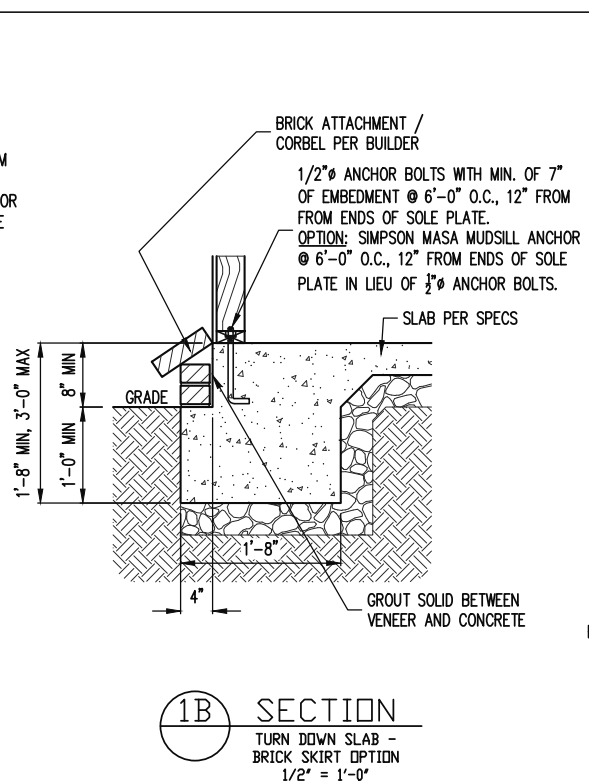 M
OR
E
BRICK ATTACHMENT /
CORBEL PER BUILDER
1/2"ø ANCHOR BOLTS WITH MIN. OF 7"
OF EMBEDMENT @ 6'-0" O.C., 12" FROM
FROM ENDS OF SOLE PLATE.
OPTION: SIMPSON MASA MUDSILL ANCHOR
@ 6'-0" O.C., 12" FROM ENDS OF SOLE
PLATE IN LIEU OF ½"ø ANCHOR BOLTS.
SLAB PER SPECS
1'-8" MIN, 3'-0" MAX
8" MIN
GRADE
1'-0" MIN
1'-8"
4"
GROUT SOLID BETWEEN
VENEER AND CONCRETE
1B SECTION
TURN DOWN SLAB -
BRICK SKIRT OPTION
1/2" = 1'-0"